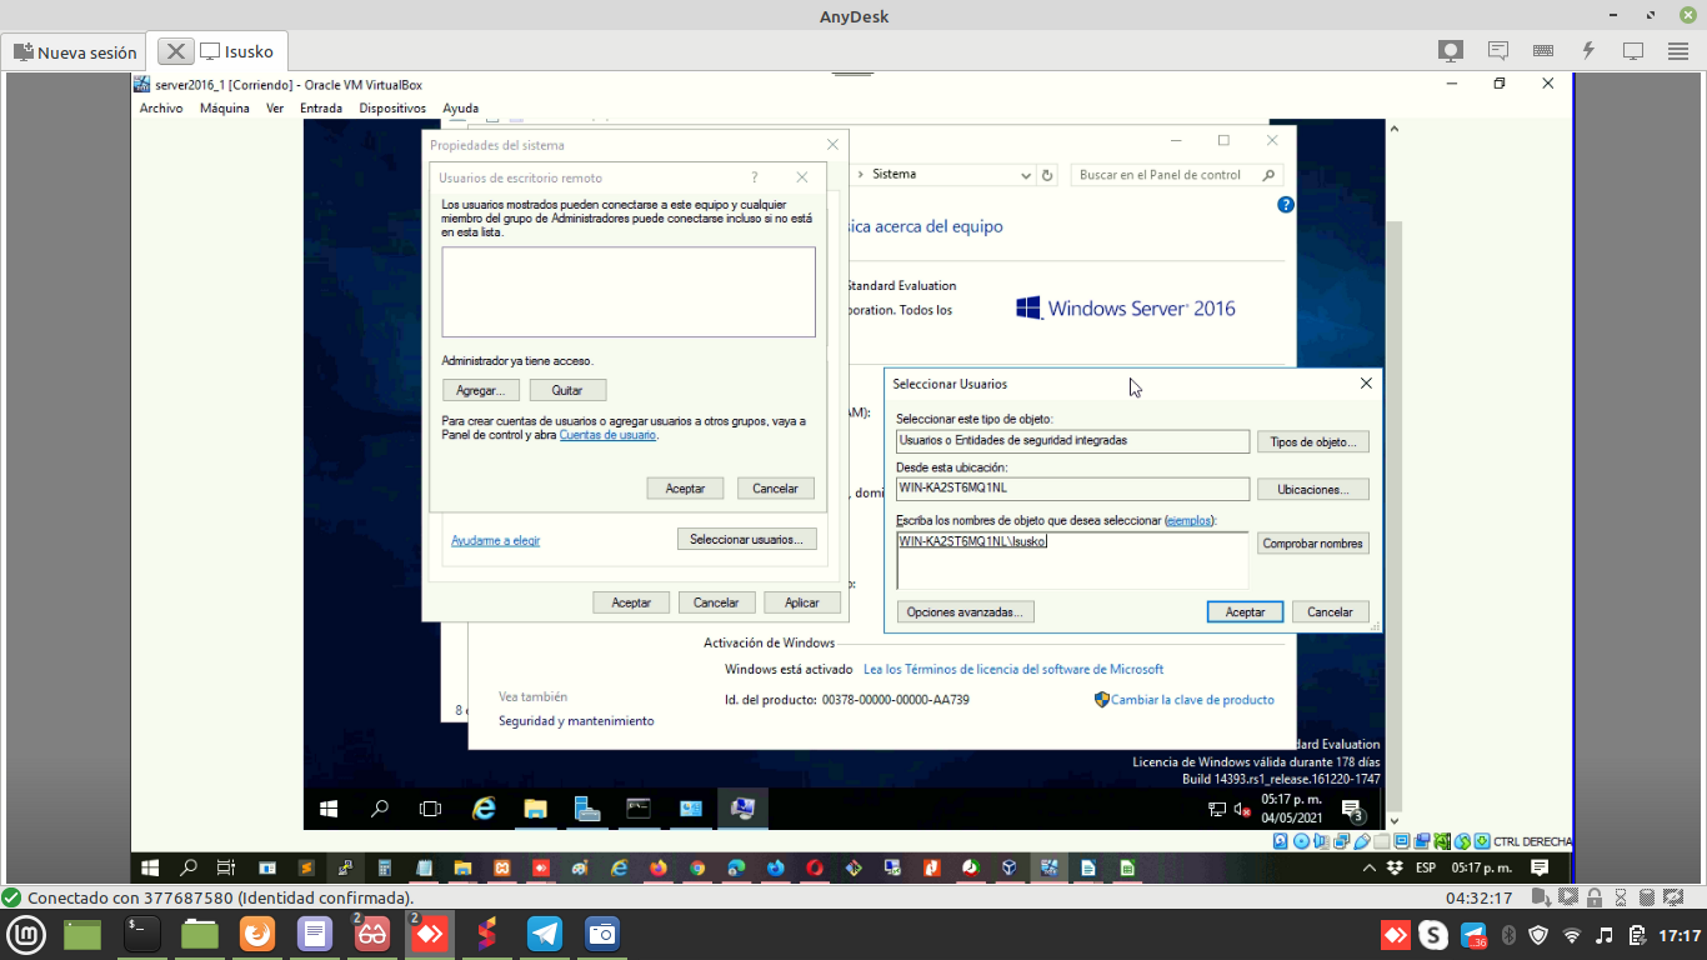 AnyDesk
Nueva sesión
Isusko
server2016_1 [Corriendo] - Oracle VM VirtualBox
Archivo Máquina Ver Entrada Dispositivos Ayuda
Propiedades del sistema
Usuarios de escritorio remoto
?
Los usuarios mostrados pueden conectarse a este equipo y cualquier
miembro del grupo de Administradores puede conectarse incluso si no está
en esta lista.
Administrador ya tiene acceso.
Agregar... Quitar
Para crear cuentas de usuarios o agregar usuarios a otros grupos, vaya a
Panel de control y abra Cuentas de usuario.
Aceptar Cancelar
Ayudarme a elegir Seleccionar usuarios...
Aceptar Cancelar Aplicar
› Sistema
Buscar en el Panel de control
?
sica acerca del equipo
Standard Evaluation
poration. Todos los
Windows Server® 2016
AM):
, domi
o:
Seleccionar Usuarios
Seleccionar este tipo de objeto:
Usuarios o Entidades de seguridad integradas Tipos de objeto...
Desde esta ubicación:
WIN-KA2ST6MQ1NL Ubicaciones...
Escriba los nombres de objeto que desea seleccionar (ejemplos):
WIN-KA2ST6MQ1NL\Isusko Comprobar nombres
Opciones avanzadas... Aceptar Cancelar
Activación de Windows
Windows está activado Lea los Términos de licencia del software de Microsoft
Id. del producto: 00378-00000-00000-AA739 Cambiar la clave de producto
Vea también
Seguridad y mantenimiento
8
dard Evaluation
Licencia de Windows válida durante 178 días
Build 14393.rs1_release.161220-1747
05:17 p. m.
04/05/2021
3
CTRL DERECHA
ESP 05:17 p. m.
Conectado con 377687580 (Identidad confirmada).
04:32:17
2
2
36
17:17